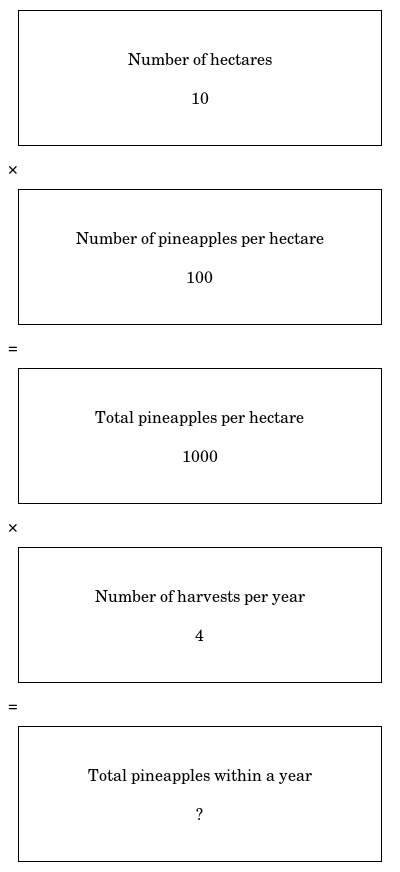 Number of hectares
10
×
Number of pineapples per hectare
100
=
Total pineapples per hectare
1000
×
Number of harvests per year
4
=
Total pineapples within a year
?